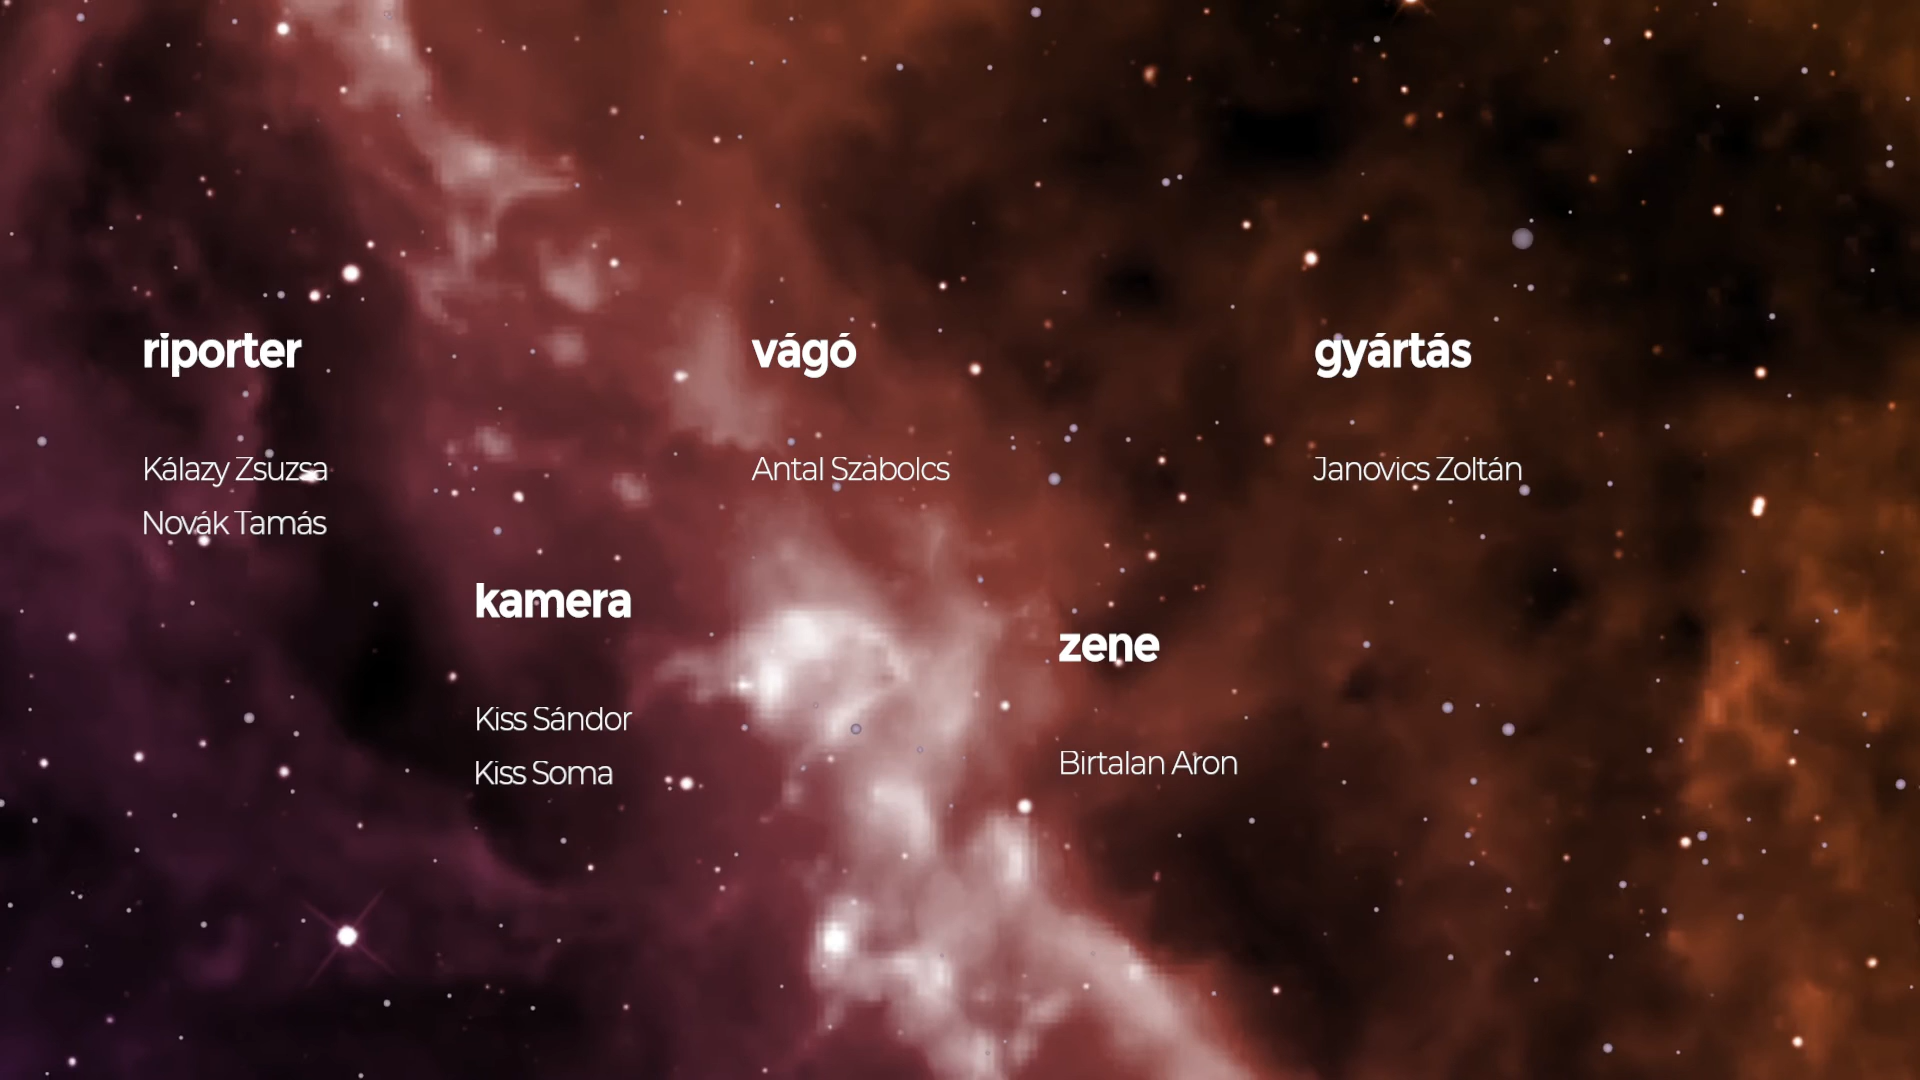 riporter
Kálazy Zsuzsa
Novák Tamás
kamera
Kiss Sándor
Kiss Soma
vágó
Antal Szabolcs
zene
Birtalan Aron
gyártás
Janovics Zoltán